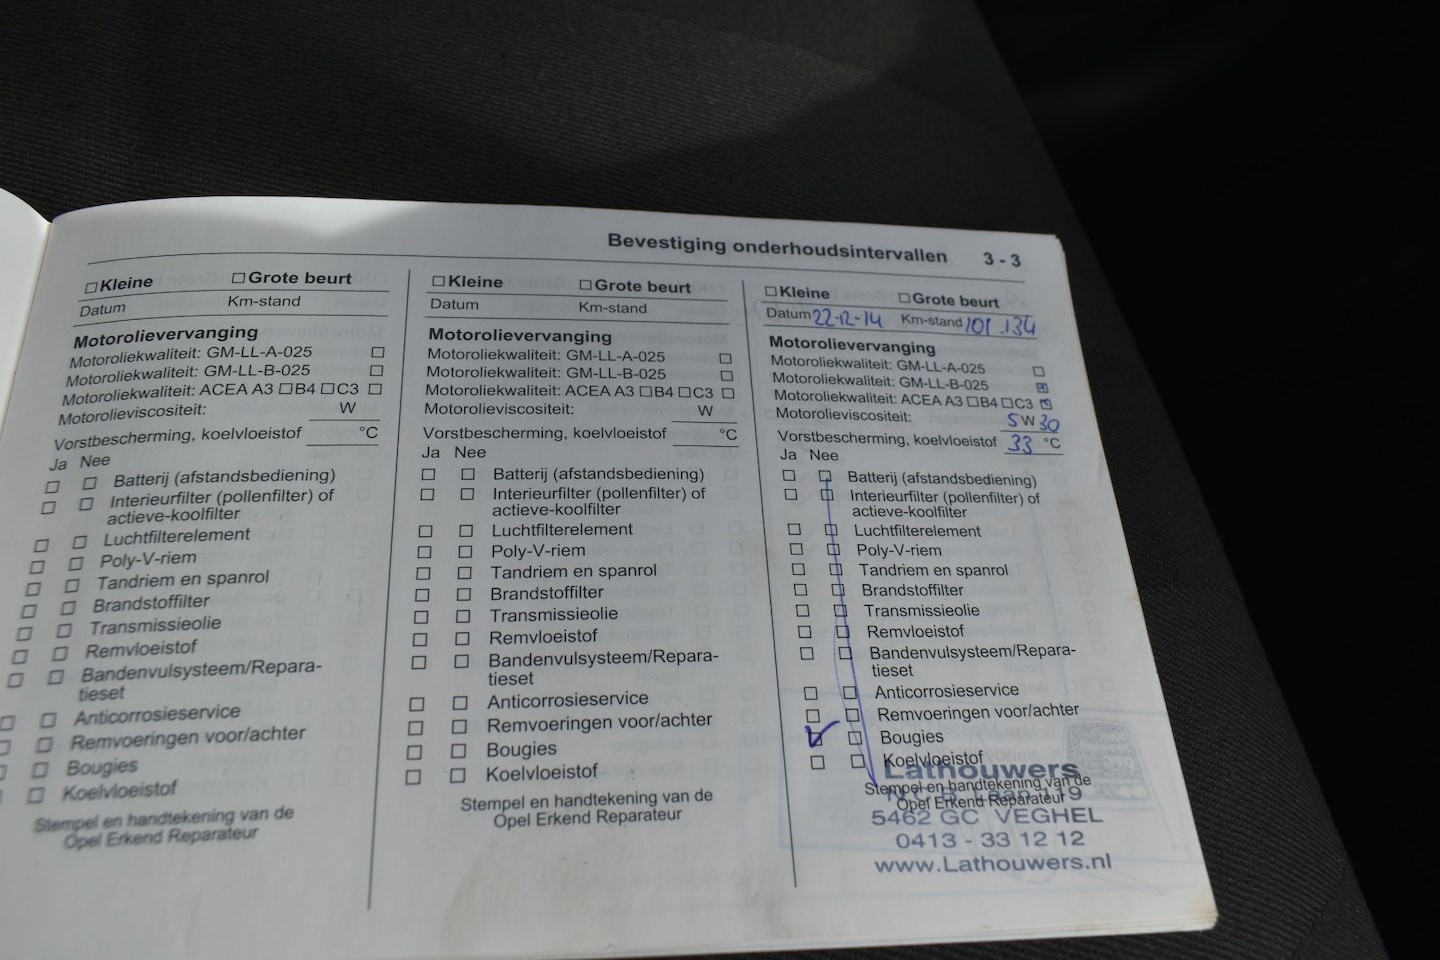 Bevestiging onderhoudsintervallen 3 - 3
Kleine Grote beurt
Datum Km-stand
Motorolievervanging
Motoroliekwaliteit: GM-LL-A-025
Motoroliekwaliteit: GM-LL-B-025
Motoroliekwaliteit: ACEA A3 B4 C3
Motorolieviscositeit: W
Vorstbescherming, koelvloeistof °C
Ja Nee
Batterij (afstandsbediening)
Interieurfilter (pollenfilter) of
actieve-koolfilter
Luchtfilterelement
Poly-V-riem
Tandriem en spanrol
Brandstoffilter
Transmissieolie
Remvloeistof
Bandenvulsysteem/Repara-
tieset
Anticorrosieservice
Remvoeringen voor/achter
Bougies
Koelvloeistof
Stempel en handtekening van de
Opel Erkend Reparateur
Kleine Grote beurt
Datum Km-stand
Motorolievervanging
Motoroliekwaliteit: GM-LL-A-025
Motoroliekwaliteit: GM-LL-B-025
Motoroliekwaliteit: ACEA A3 B4 C3
Motorolieviscositeit: W
Vorstbescherming, koelvloeistof °C
Ja Nee
Batterij (afstandsbediening)
Interieurfilter (pollenfilter) of
actieve-koolfilter
Luchtfilterelement
Poly-V-riem
Tandriem en spanrol
Brandstoffilter
Transmissieolie
Remvloeistof
Bandenvulsysteem/Repara-
tieset
Anticorrosieservice
Remvoeringen voor/achter
Bougies
Koelvloeistof
Stempel en handtekening van de
Opel Erkend Reparateur
Kleine Grote beurt
Datum 22-12-14 Km-stand 101.134
Motorolievervanging
Motoroliekwaliteit: GM-LL-A-025
Motoroliekwaliteit: GM-LL-B-025
Motoroliekwaliteit: ACEA A3 B4 C3
Motorolieviscositeit: 5 W 30
Vorstbescherming, koelvloeistof 33 °C
Ja Nee
Batterij (afstandsbediening)
Interieurfilter (pollenfilter) of
actieve-koolfilter
Luchtfilterelement
Poly-V-riem
Tandriem en spanrol
Brandstoffilter
Transmissieolie
Remvloeistof
Bandenvulsysteem/Repara-
tieset
Anticorrosieservice
Remvoeringen voor/achter
Bougies
Koelvloeistof
Lathouwers
Stempel en handtekening van de
N.C.B. Laan 119
Opel Erkend Reparateur
5462 GC VEGHEL
0413 - 33 12 12
www.Lathouwers.nl